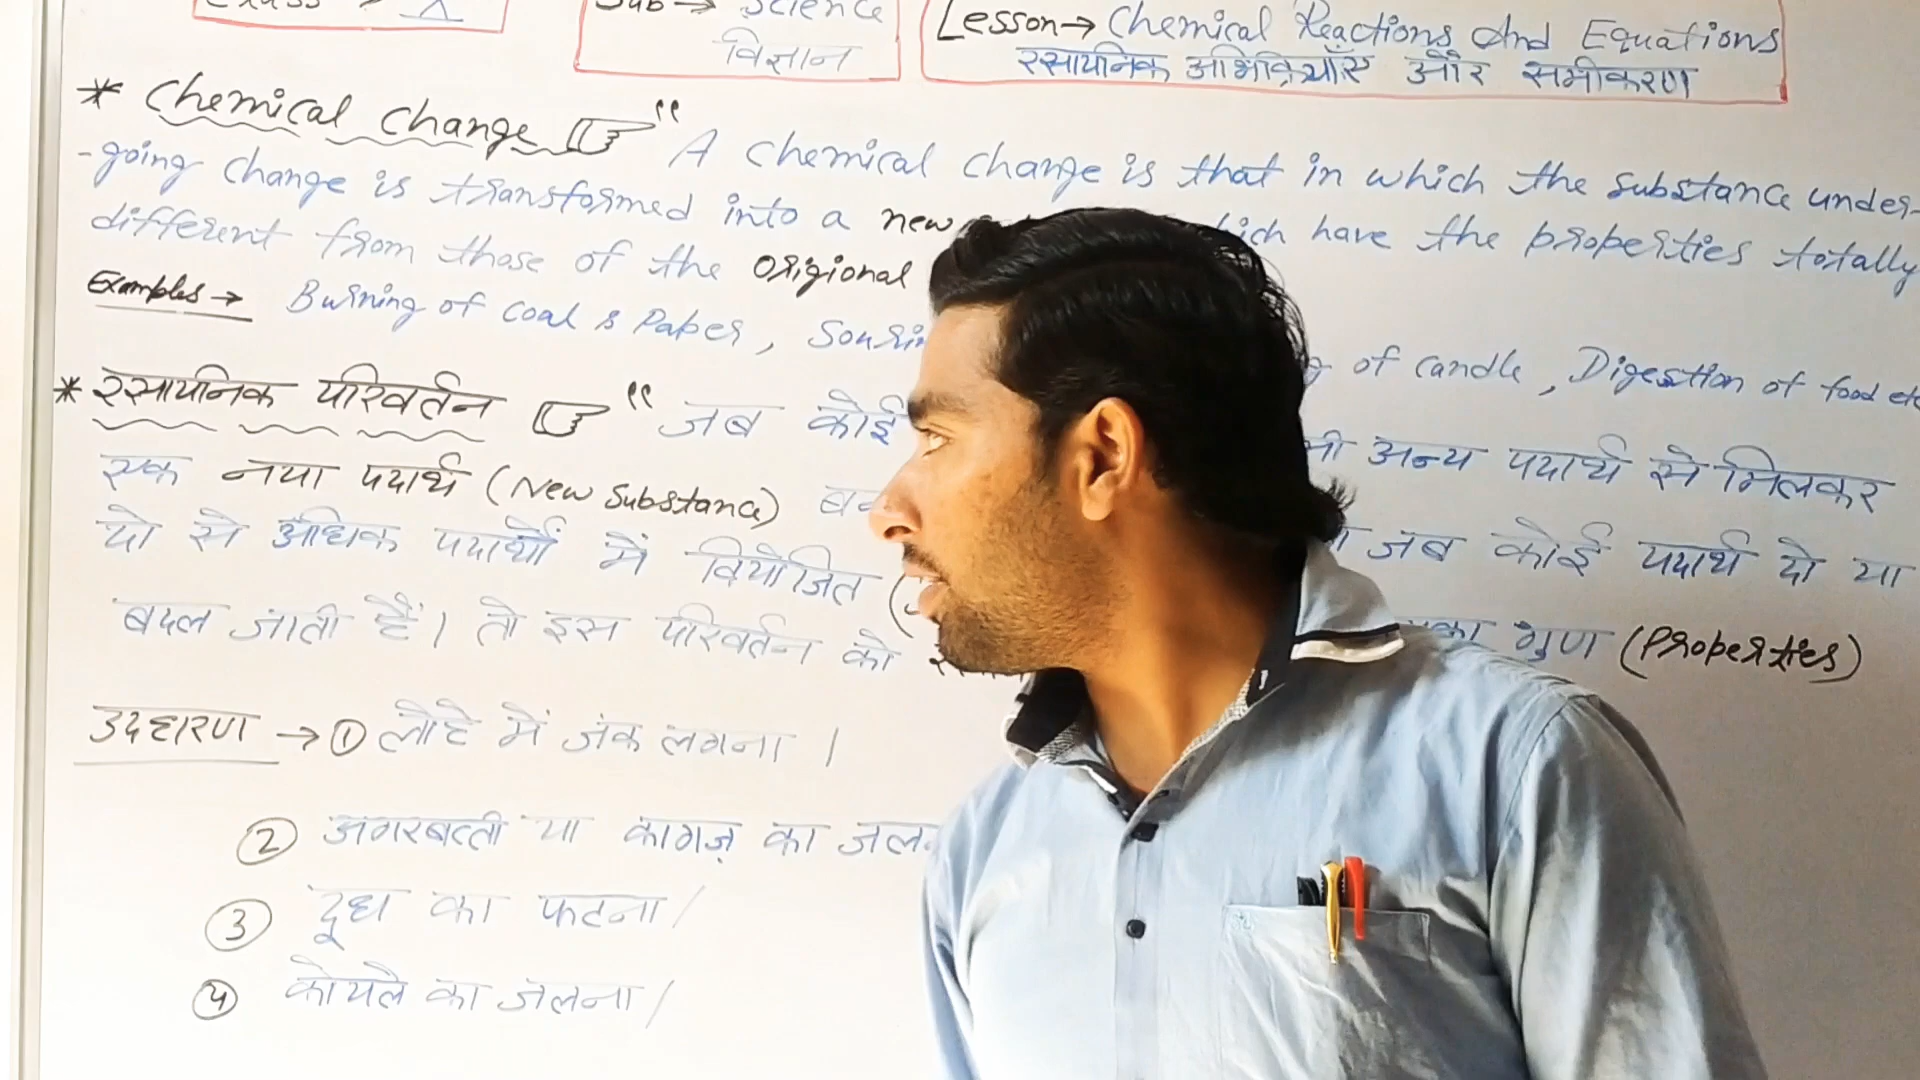 Class → X
Sub → Science
विज्ञान
Lesson → Chemical Reactions And Equations
रसायनिक अभिक्रियाँएँ और समीकरण
* Chemical change ☞ “ A chemical change is that in which the substance under-
-going change is transformed into a new have the properties totally
different from those of the origional
Examples → Burning of coal & Paper, of candle, Digestion of food etc
* रसायनिक परिवर्तन ☞ “ जब कोई अन्य पदार्थ से मिलकर
एक नया पदार्थ (New Substance) जब कोई पदार्थ दो या
दो से अधिक पदार्थों में वियोजित गुण (Properties)
बदल जाती हैं। तो इस परिवर्तन को
उदहारण → ① लोहे में जंक लगना |
② अगरबत्ती या कागज़ का
③ दूध का फटना |
④ कोयले का जलना |